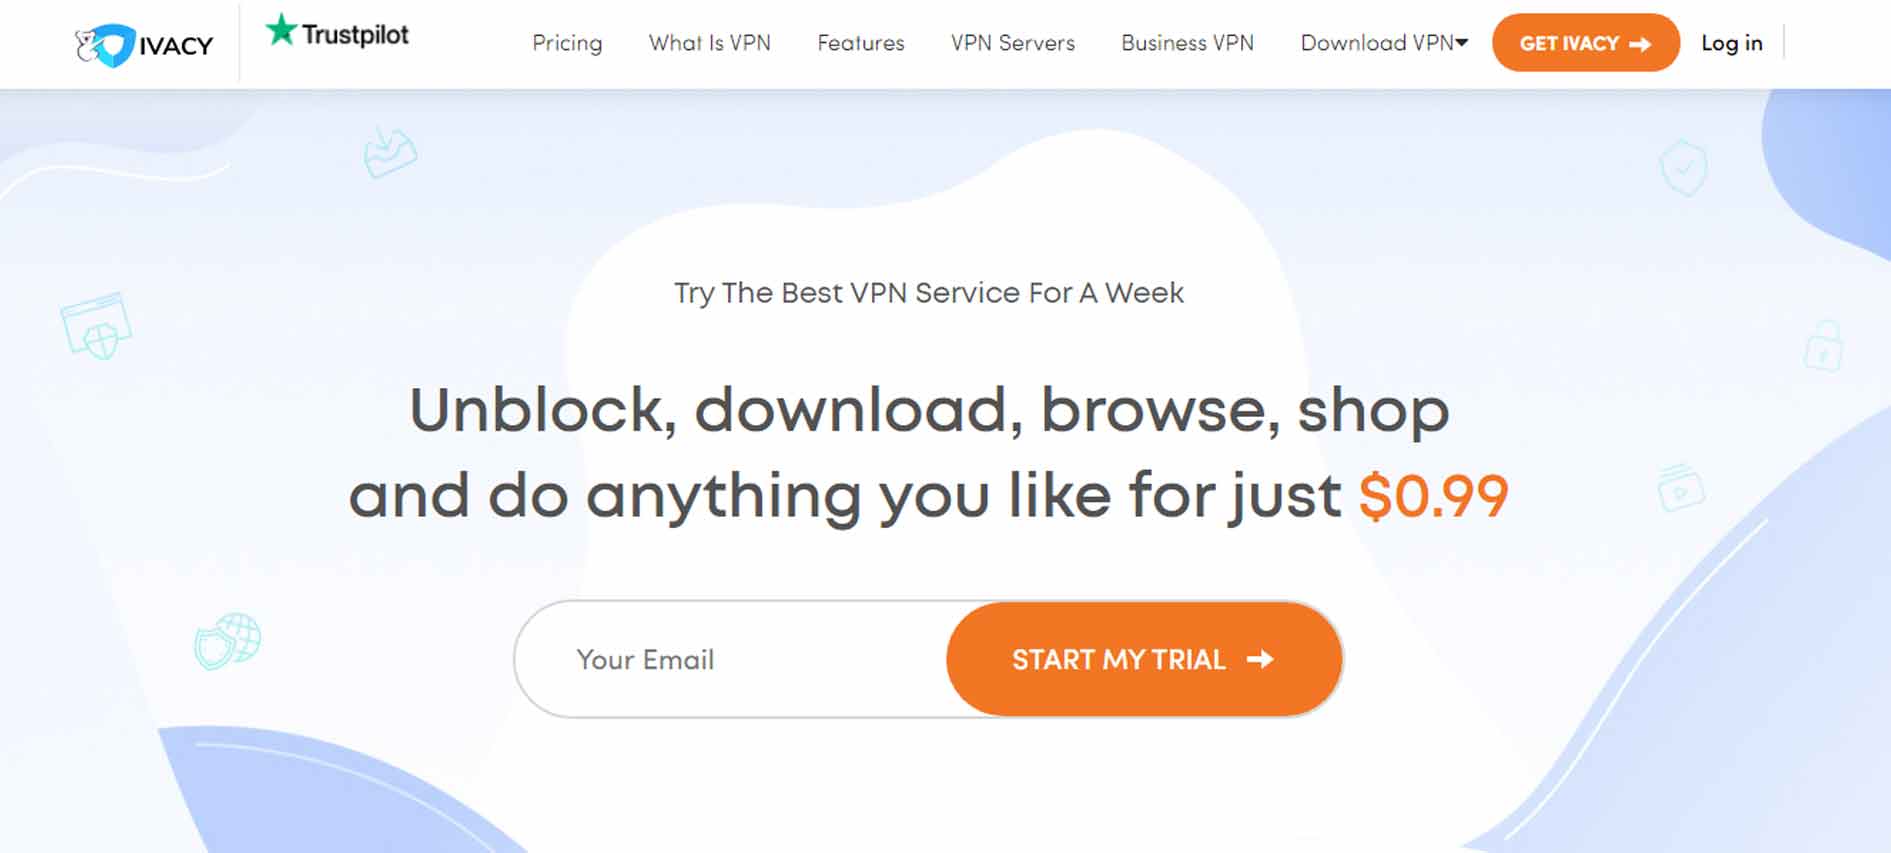 IVACY
Trustpilot
Pricing
What Is VPN
Features
VPN Servers
Business VPN
Download VPN
GET IVACY
Log in
Try The Best VPN Service For A Week
Unblock, download, browse, shop
and do anything you like for just $0.99
Your Email
START MY TRIAL